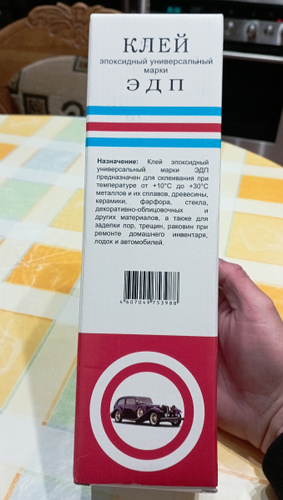 КЛЕЙ
эпоксидный универсальный
марки
ЭДП
Назначение: Клей эпоксидный
универсальный марки ЭДП
предназначен для склеивания при
температуре от +10°С до +30°С
металлов и их сплавов, древесины,
керамики, фарфора, стекла,
декоративно-облицовочных и
других материалов, а также для
заделки пор, трещин, раковин при
ремонте домашнего инвентаря,
лодок и автомобилей.
4607049753988